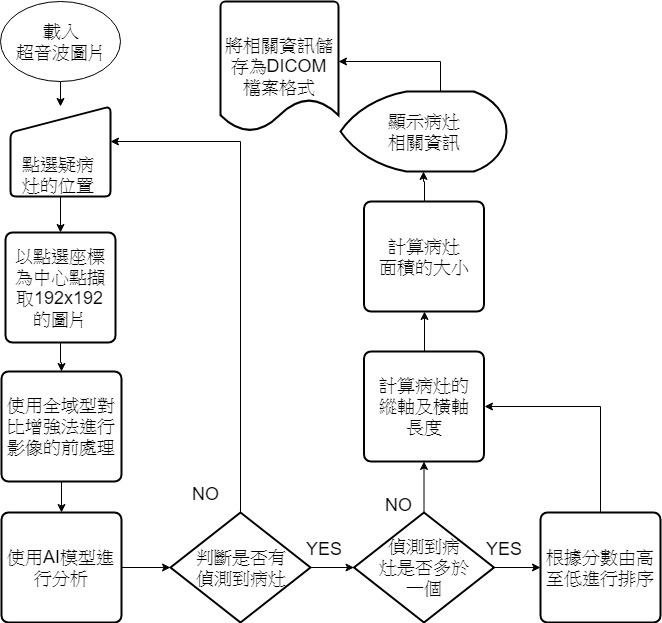 載入
超音波圖片
點選疑病
灶的位置
以點選座標
為中心點擷
取192x192
的圖片
使用全域型對
比增強法進行
影像的前處理
使用AI模型進
行分析
判斷是否有
偵測到病灶
NO
YES
偵測到病
灶是否多於
一個
NO
YES
根據分數由高
至低進行排序
計算病灶的
縱軸及橫軸
長度
計算病灶
面積的大小
顯示病灶
相關資訊
將相關資訊儲
存為DICOM
檔案格式